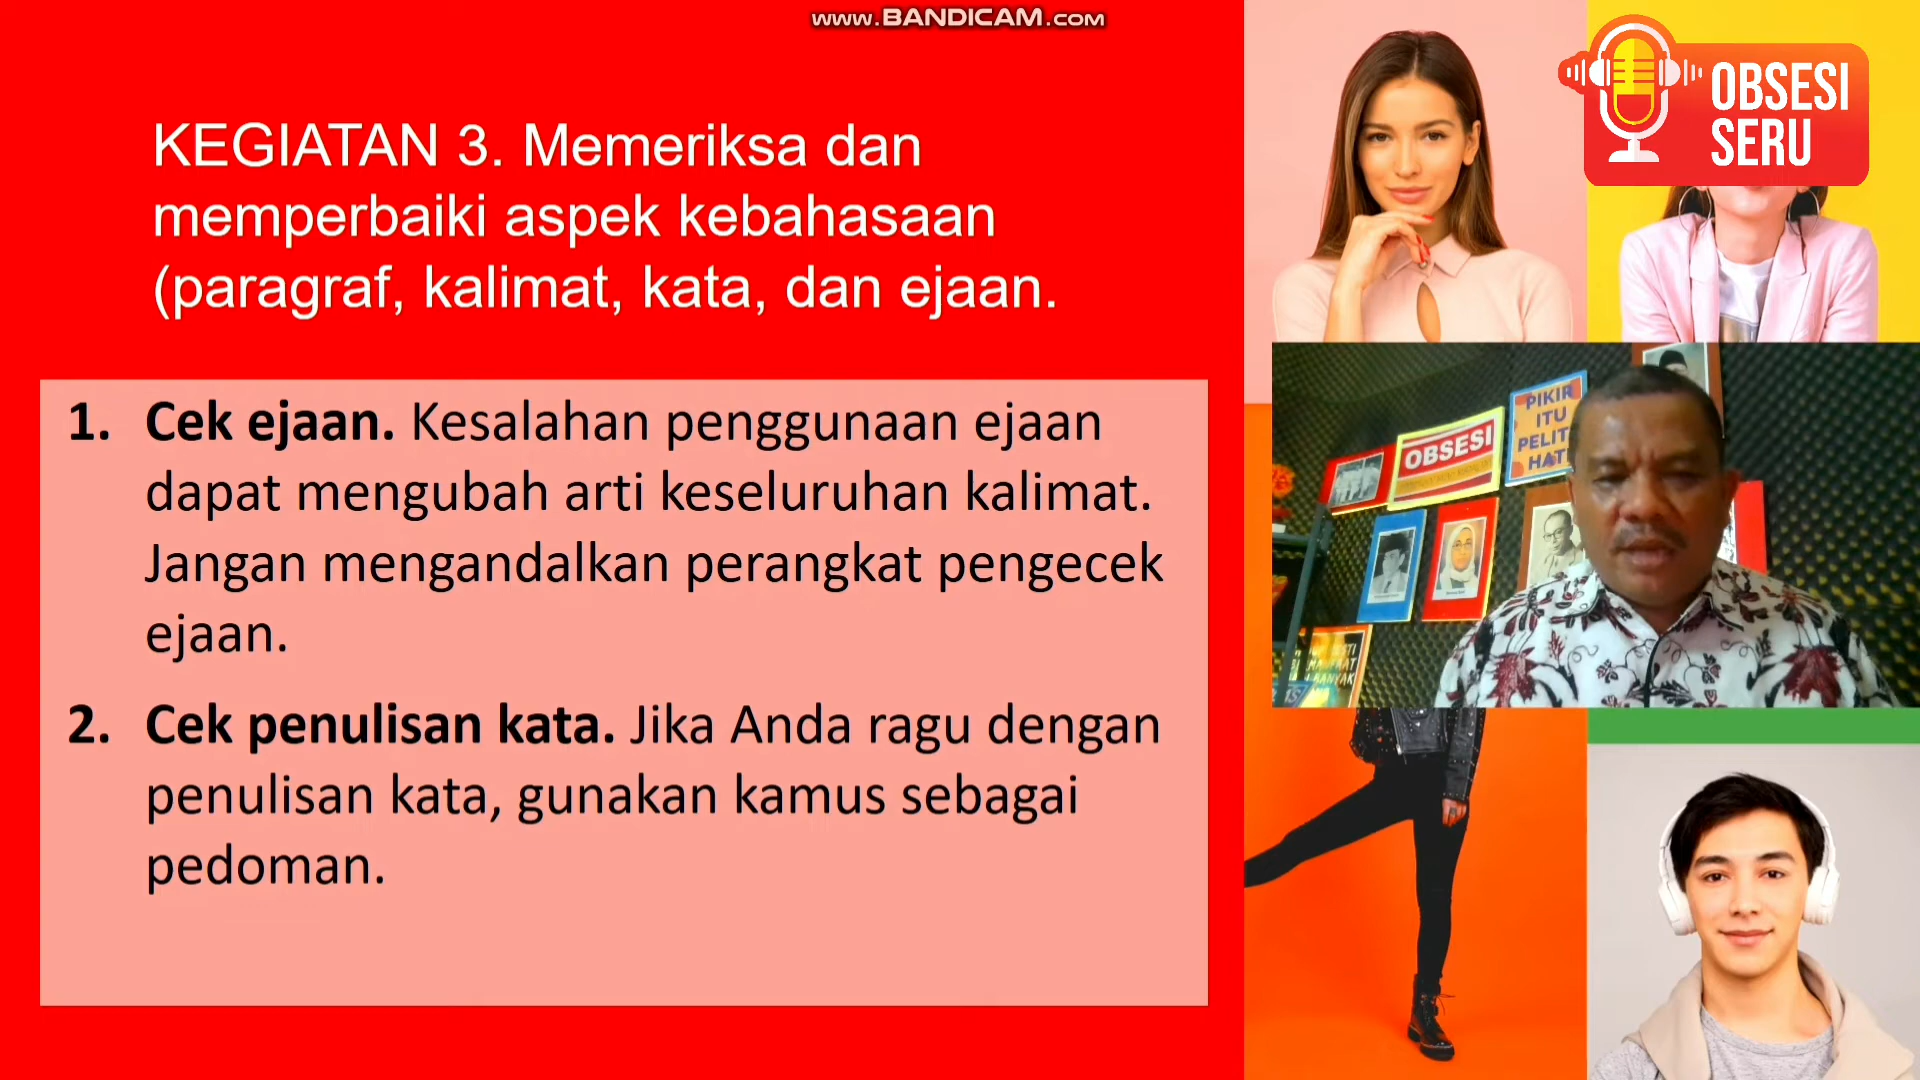 www.BANDICAM.com
OBSESI
SERU
KEGIATAN 3. Memeriksa dan
memperbaiki aspek kebahasaan
(paragraf, kalimat, kata, dan ejaan.
1. Cek ejaan. Kesalahan penggunaan ejaan
dapat mengubah arti keseluruhan kalimat.
Jangan mengandalkan perangkat pengecek
ejaan.
2. Cek penulisan kata. Jika Anda ragu dengan
penulisan kata, gunakan kamus sebagai
pedoman.
OBSESI
PIKIR
ITU